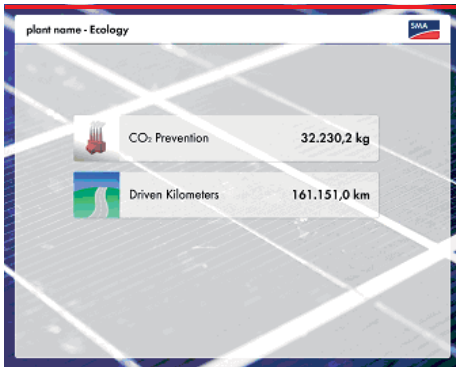 plant name - Ecology
SMA
CO₂ Prevention 32.230,2 kg
Driven Kilometers 161.151,0 km